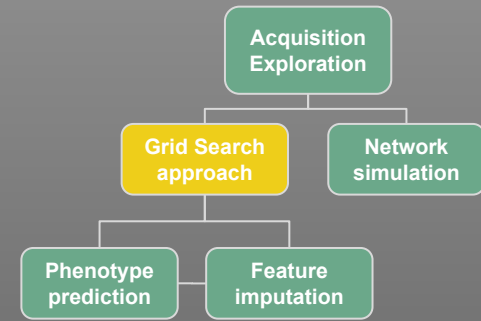 Acquisition
Exploration
Grid Search
approach
Network
simulation
Phenotype
prediction
Feature
imputation